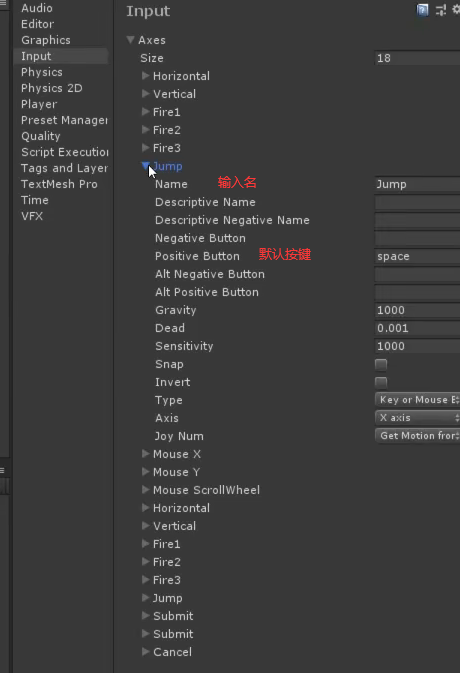 Audio
Editor
Graphics
Input
Physics
Physics 2D
Player
Preset Manager
Quality
Script Execution
Tags and Layer
TextMesh Pro
Time
VFX
Input
Axes
Size 18
Horizontal
Vertical
Fire1
Fire2
Fire3
Jump
Name 输入名 Jump
Descriptive Name
Descriptive Negative Name
Negative Button
Positive Button 默认按键 space
Alt Negative Button
Alt Positive Button
Gravity 1000
Dead 0.001
Sensitivity 1000
Snap
Invert
Type Key or Mouse B
Axis X axis
Joy Num Get Motion from
Mouse X
Mouse Y
Mouse ScrollWheel
Horizontal
Vertical
Fire1
Fire2
Fire3
Jump
Submit
Submit
Cancel